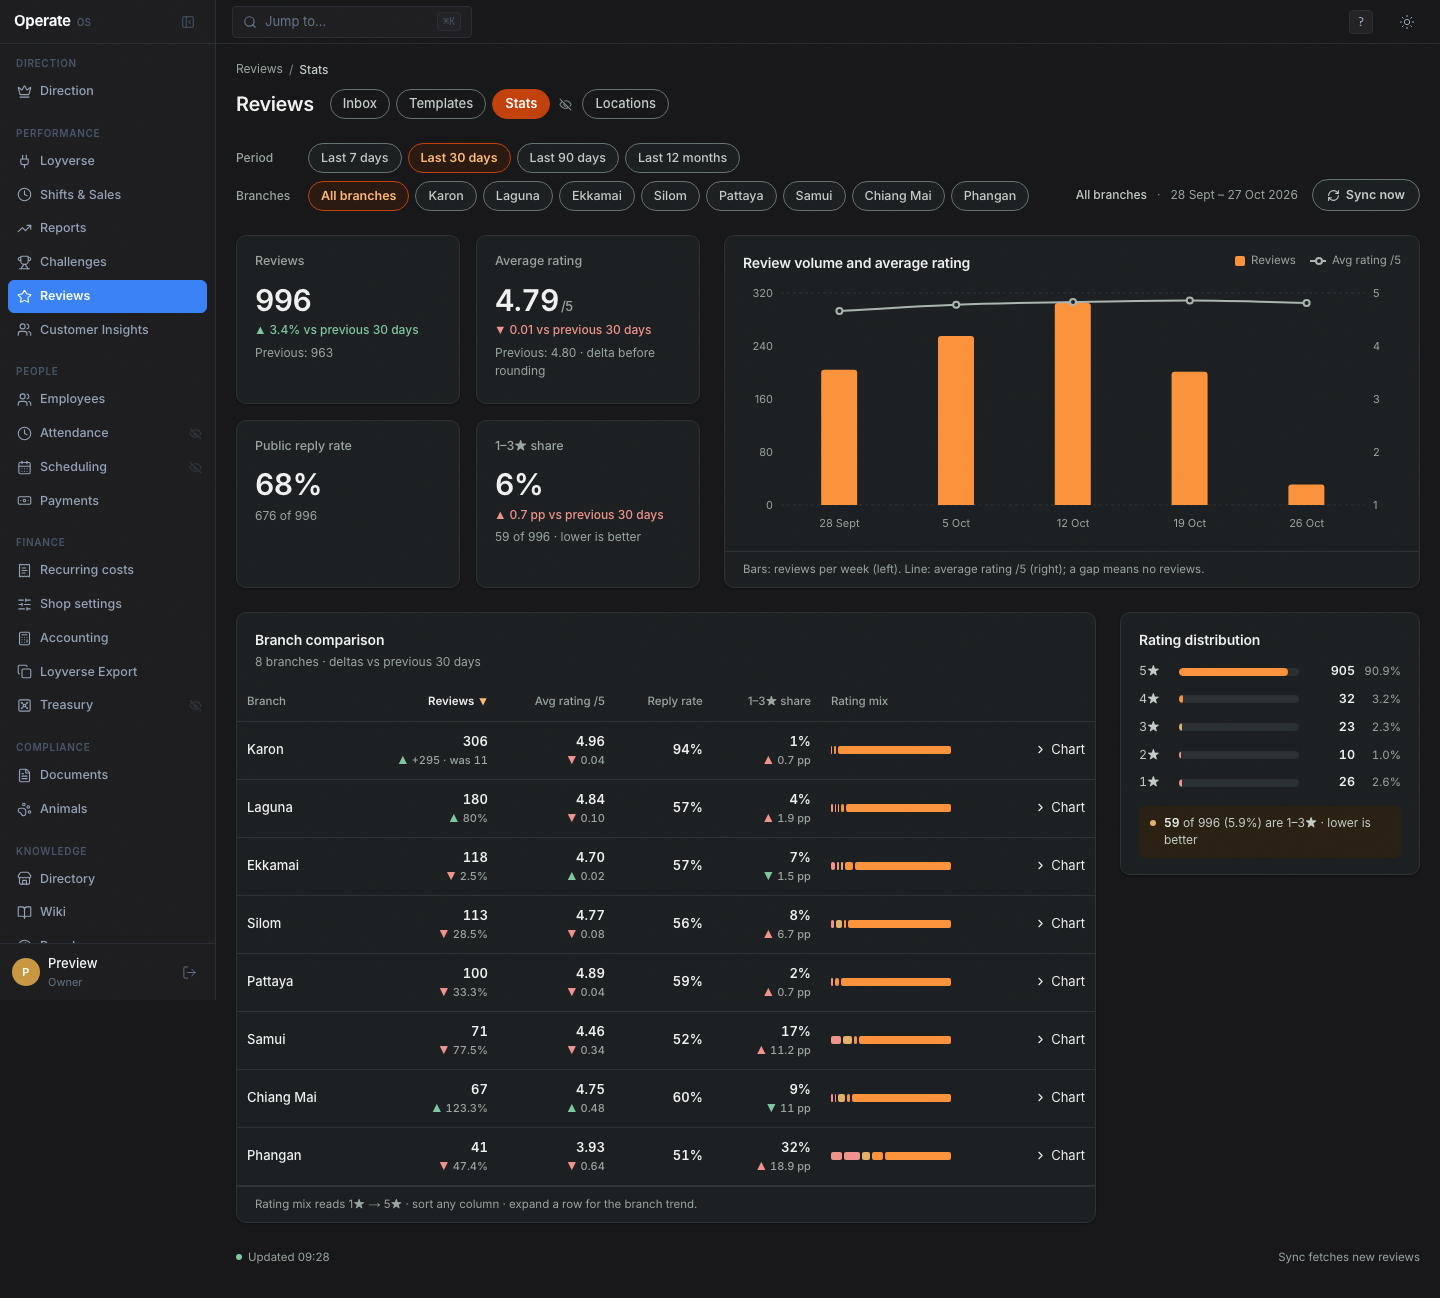 Operate OS
Jump to... ⌘K
?
DIRECTION
Direction
PERFORMANCE
Loyverse
Shifts & Sales
Reports
Challenges
Reviews
Customer Insights
PEOPLE
Employees
Attendance
Scheduling
Payments
FINANCE
Recurring costs
Shop settings
Accounting
Loyverse Export
Treasury
COMPLIANCE
Documents
Animals
KNOWLEDGE
Directory
Wiki
P
Preview
Owner
Reviews / Stats
Reviews
Inbox Templates Stats Locations
Period Last 7 days Last 30 days Last 90 days Last 12 months
Branches All branches Karon Laguna Ekkamai Silom Pattaya Samui Chiang Mai Phangan
All branches · 28 Sept – 27 Oct 2026 Sync now
Reviews
996
▲ 3.4% vs previous 30 days
Previous: 963
Average rating
4.79 /5
▼ 0.01 vs previous 30 days
Previous: 4.80 · delta before
rounding
Public reply rate
68%
676 of 996
1–3★ share
6%
▲ 0.7 pp vs previous 30 days
59 of 996 · lower is better
Review volume and average rating
Reviews Avg rating /5
320 5
240 4
160 3
80 2
0 1
28 Sept 5 Oct 12 Oct 19 Oct 26 Oct
Bars: reviews per week (left). Line: average rating /5 (right); a gap means no reviews.
Branch comparison
8 branches · deltas vs previous 30 days
Branch Reviews ▼ Avg rating /5 Reply rate 1–3★ share Rating mix
Karon 306 4.96 94% 1% › Chart
▲ +295 · was 11 ▼ 0.04 ▲ 0.7 pp
Laguna 180 4.84 57% 4% › Chart
▲ 80% ▼ 0.10 ▲ 1.9 pp
Ekkamai 118 4.70 57% 7% › Chart
▼ 2.5% ▲ 0.02 ▼ 1.5 pp
Silom 113 4.77 56% 8% › Chart
▼ 28.5% ▼ 0.08 ▲ 6.7 pp
Pattaya 100 4.89 59% 2% › Chart
▼ 33.3% ▼ 0.04 ▲ 0.7 pp
Samui 71 4.46 52% 17% › Chart
▼ 77.5% ▼ 0.34 ▲ 11.2 pp
Chiang Mai 67 4.75 60% 9% › Chart
▲ 123.3% ▲ 0.48 ▼ 11 pp
Phangan 41 3.93 51% 32% › Chart
▼ 47.4% ▼ 0.64 ▲ 18.9 pp
Rating mix reads 1★ → 5★ · sort any column · expand a row for the branch trend.
Rating distribution
5★ 905 90.9%
4★ 32 3.2%
3★ 23 2.3%
2★ 10 1.0%
1★ 26 2.6%
59 of 996 (5.9%) are 1–3★ · lower is
better
Updated 09:28
Sync fetches new reviews